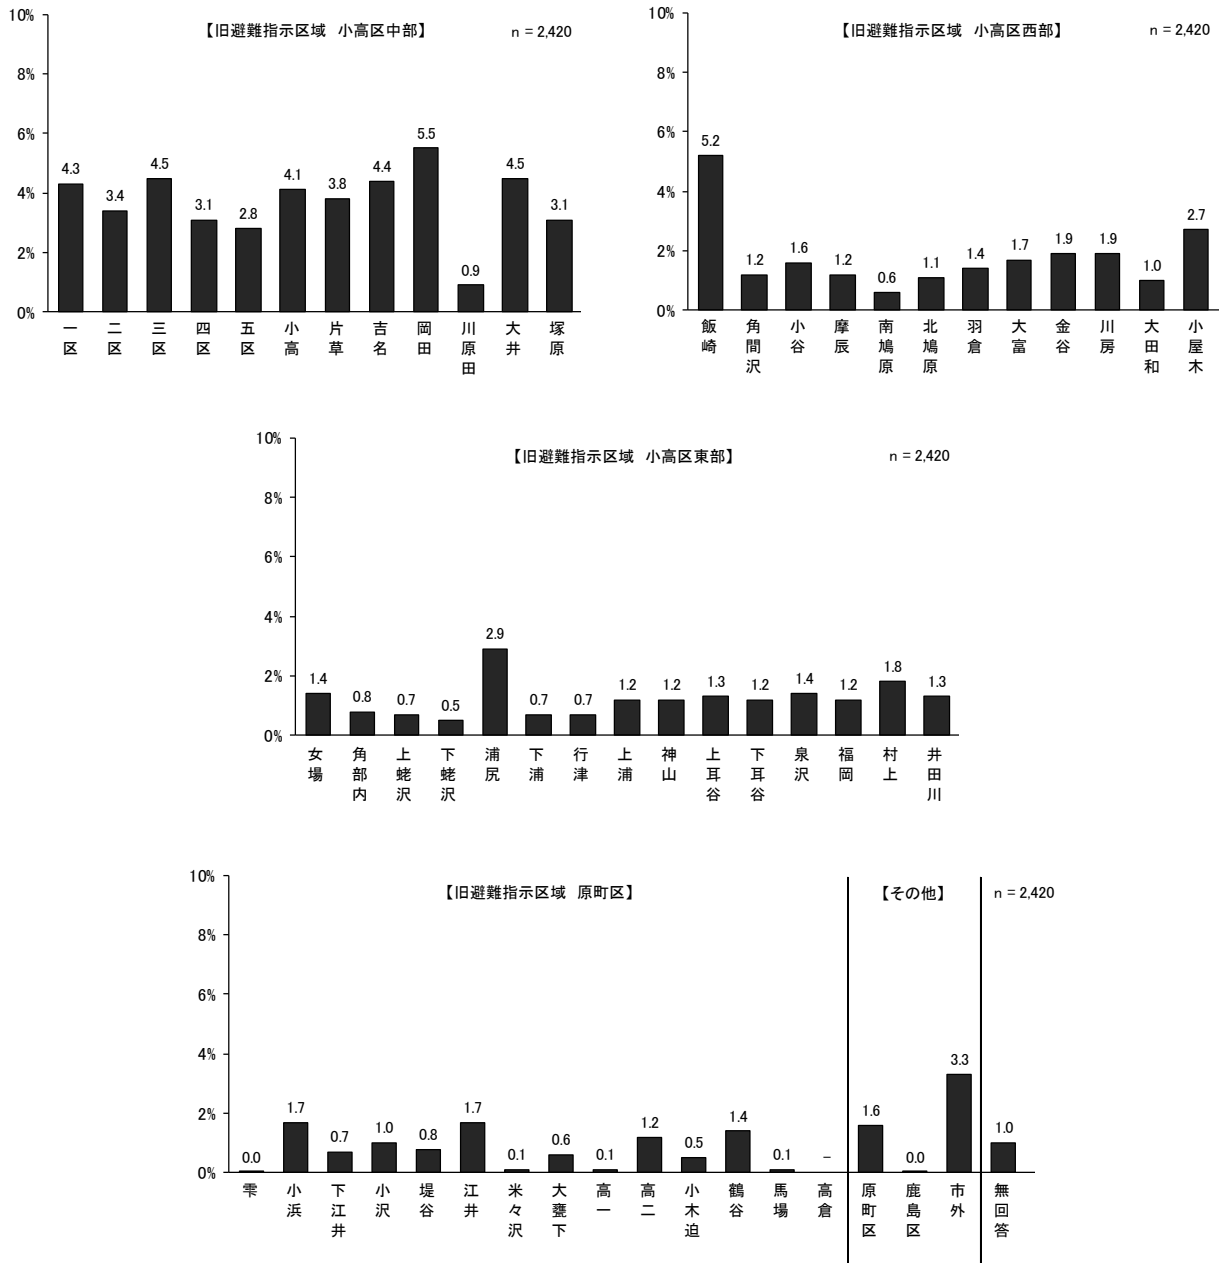 【旧避難指示区域　小高区中部】 n = 2,420
10%
8%
6%
4%
2%
0%
4.3 3.4 4.5 3.1 2.8 4.1 3.8 4.4 5.5 0.9 4.5 3.1
一区 二区 三区 四区 五区 小高 片草 吉名 岡田 川原田 大井 塚原
【旧避難指示区域　小高区西部】 n = 2,420
10%
8%
6%
4%
2%
0%
5.2 1.2 1.6 1.2 0.6 1.1 1.4 1.7 1.9 1.9 1.0 2.7
飯崎 角間沢 小谷 摩辰 南鳩原 北鳩原 羽倉 大富 金谷 川房 大田和 小屋木
【旧避難指示区域　小高区東部】 n = 2,420
10%
8%
6%
4%
2%
0%
1.4 0.8 0.7 0.5 2.9 0.7 0.7 1.2 1.2 1.3 1.2 1.4 1.2 1.8 1.3
女場 角部内 上蛯沢 下蛯沢 浦尻 下浦 行津 上浦 神山 上耳谷 下耳谷 泉沢 福岡 村上 井田川
【旧避難指示区域　原町区】 【その他】 n = 2,420
10%
8%
6%
4%
2%
0%
0.0 1.7 0.7 1.0 0.8 1.7 0.1 0.6 0.1 1.2 0.5 1.4 0.1 – 1.6 0.0 3.3 1.0
雫 小浜 下江井 小沢 堤谷 江井 米々沢 大甕下 高一 高二 小木迫 鶴谷 馬場 高倉 原町区 鹿島区 市外 無回答